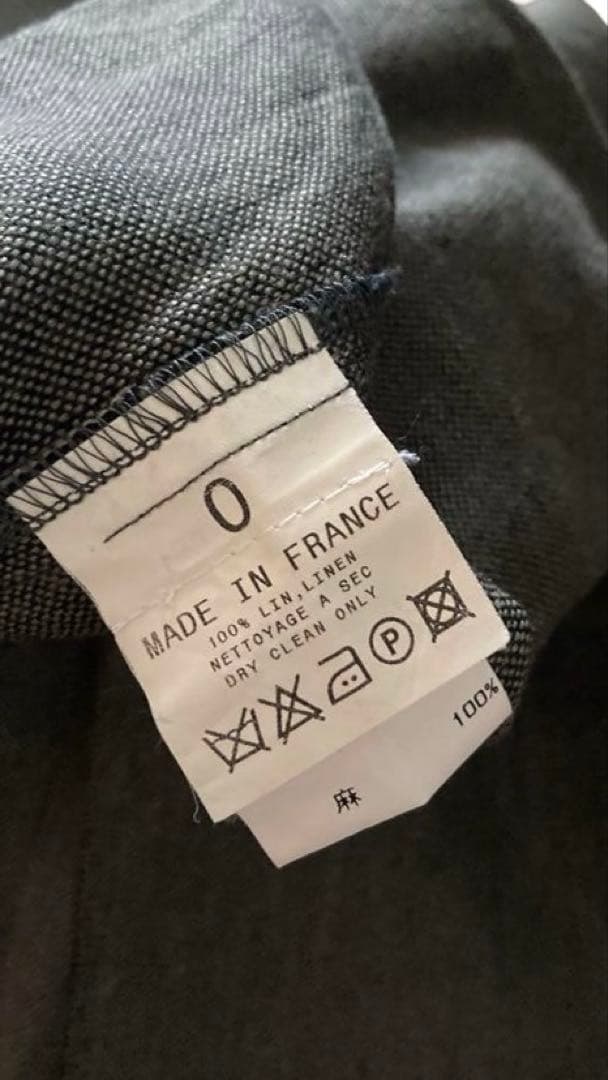 0
MADE IN FRANCE
100% LIN,LINEN
NETTOYAGE A SEC
DRY CLEAN ONLY
P
麻 100%